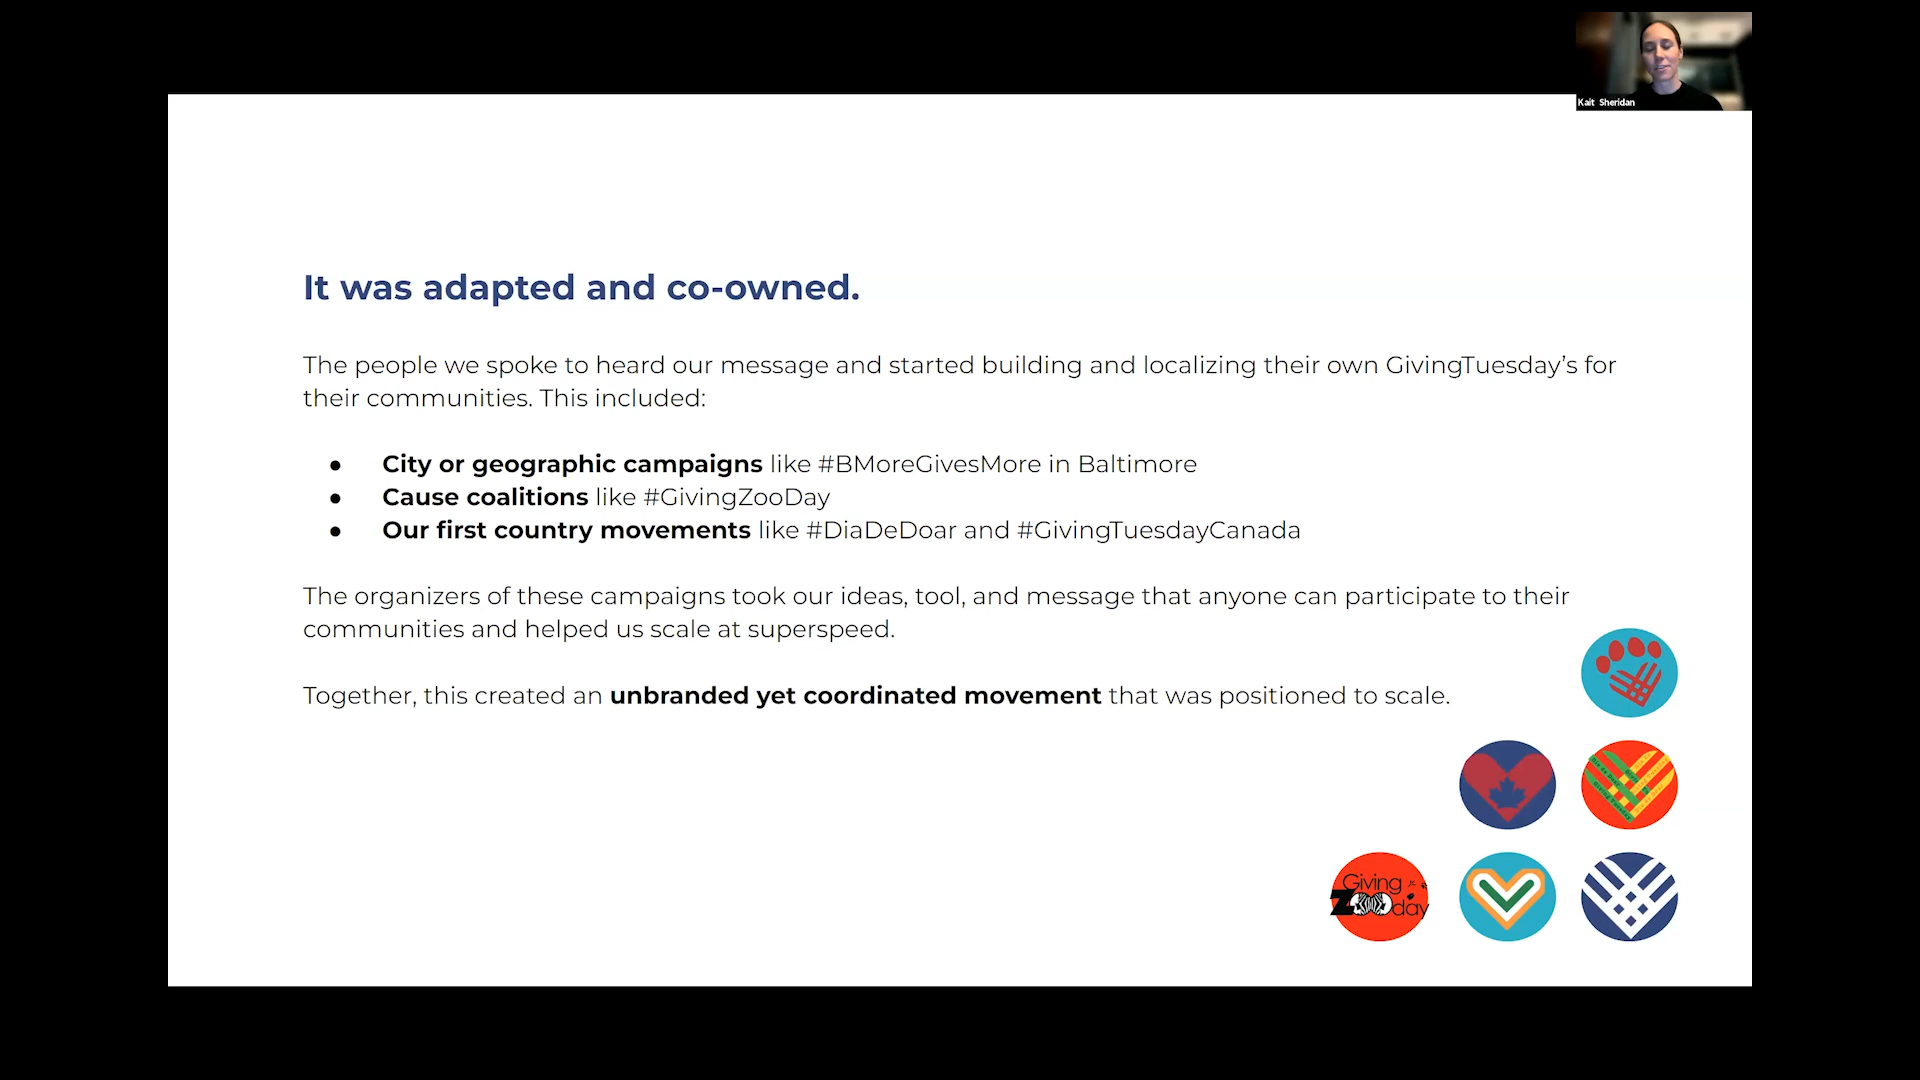 Kait Sheridan
It was adapted and co-owned.
The people we spoke to heard our message and started building and localizing their own GivingTuesday's for
their communities. This included:
● City or geographic campaigns like #BMoreGivesMore in Baltimore
● Cause coalitions like #GivingZooDay
● Our first country movements like #DiaDeDoar and #GivingTuesdayCanada
The organizers of these campaigns took our ideas, tool, and message that anyone can participate to their
communities and helped us scale at superspeed.
Together, this created an unbranded yet coordinated movement that was positioned to scale.
Giving
Zooday